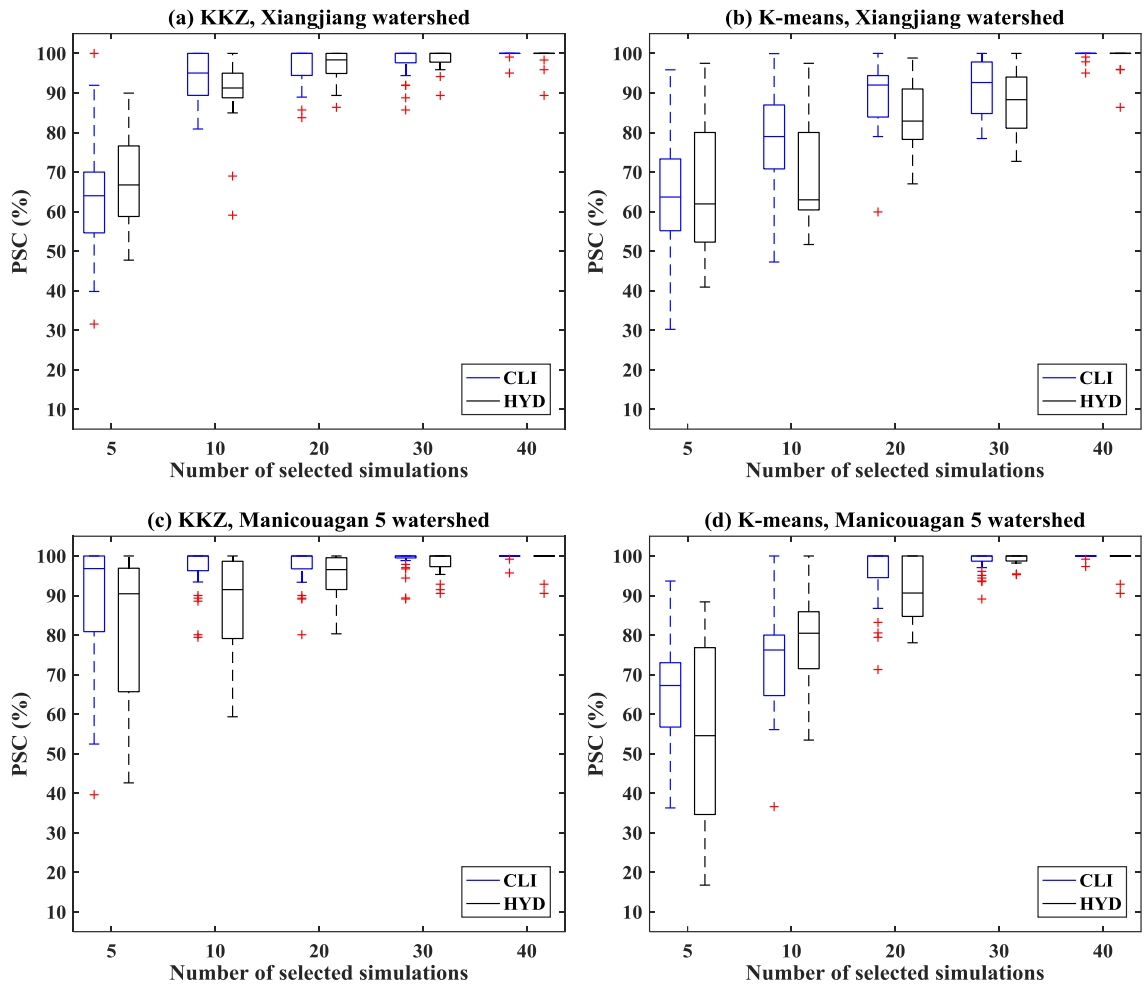 (a) KKZ, Xiangjiang watershed
100
90
80
70
60
50
40
30
20
10
PSC (%)
CLI
HYD
5 10 20 30 40
Number of selected simulations
(b) K-means, Xiangjiang watershed
100
90
80
70
60
50
40
30
20
10
PSC (%)
CLI
HYD
5 10 20 30 40
Number of selected simulations
(c) KKZ, Manicouagan 5 watershed
100
90
80
70
60
50
40
30
20
10
PSC (%)
CLI
HYD
5 10 20 30 40
Number of selected simulations
(d) K-means, Manicouagan 5 watershed
100
90
80
70
60
50
40
30
20
10
PSC (%)
CLI
HYD
5 10 20 30 40
Number of selected simulations